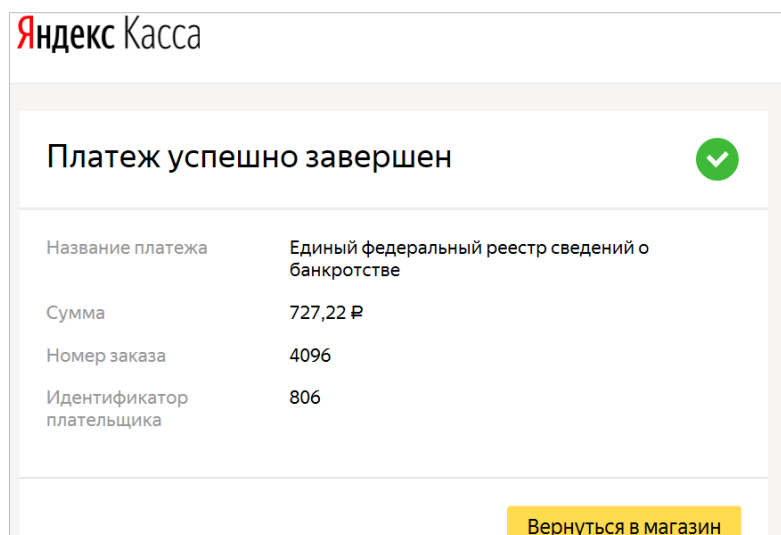 Яндекс Касса
Платеж успешно завершен
Название платежа
Единый федеральный реестр сведений о
банкротстве
Сумма
727,22 ₽
Номер заказа
4096
Идентификатор
плательщика
806
Вернуться в магазин